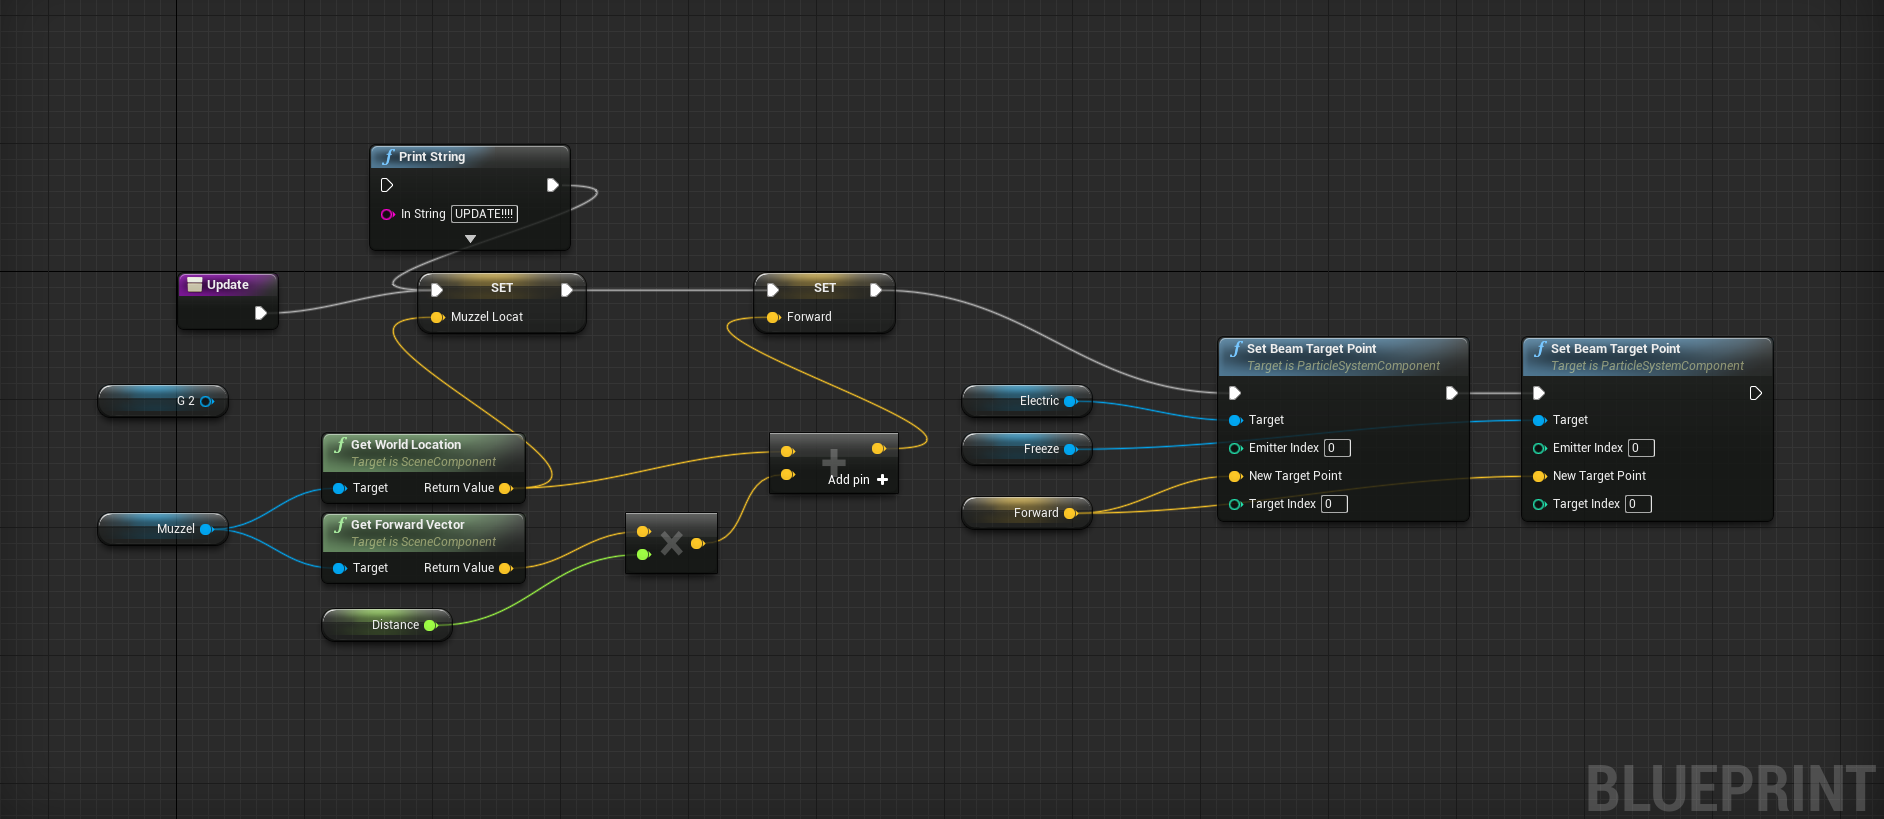 Print String
In String UPDATE!!!!
Update
SET
Muzzel Locat
SET
Forward
G 2
Get World Location
Target is SceneComponent
Target Return Value
Muzzel
Get Forward Vector
Target is SceneComponent
Target Return Value
Distance
Add pin
Electric
Freeze
Forward
Set Beam Target Point
Target is ParticleSystemComponent
Target
Emitter Index 0
New Target Point
Target Index 0
Set Beam Target Point
Target is ParticleSystemComponent
Target
Emitter Index 0
New Target Point
Target Index 0
BLUEPRINT